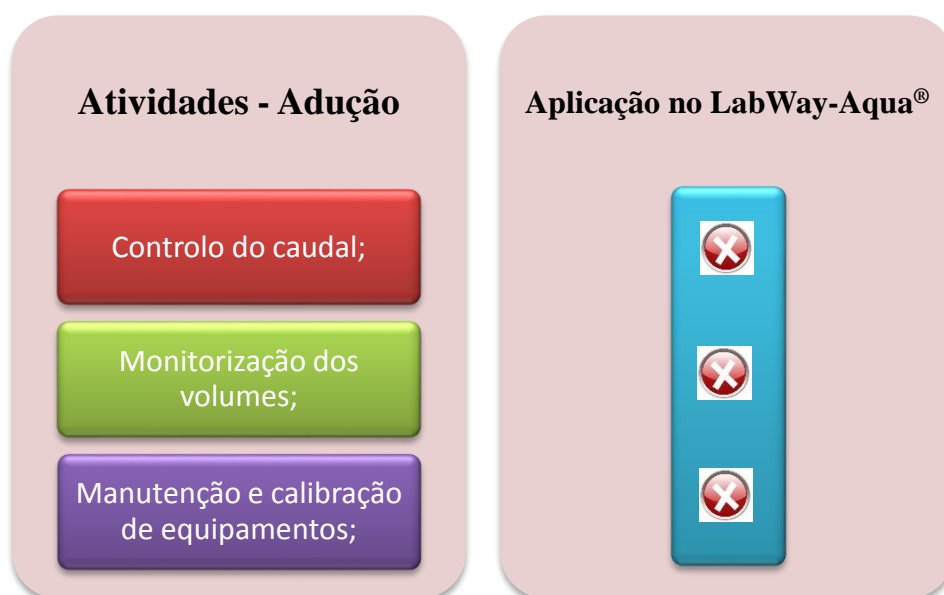 Atividades - Adução
Controlo do caudal;
Monitorização dos
volumes;
Manutenção e calibração
de equipamentos;
Aplicação no LabWay-Aqua®